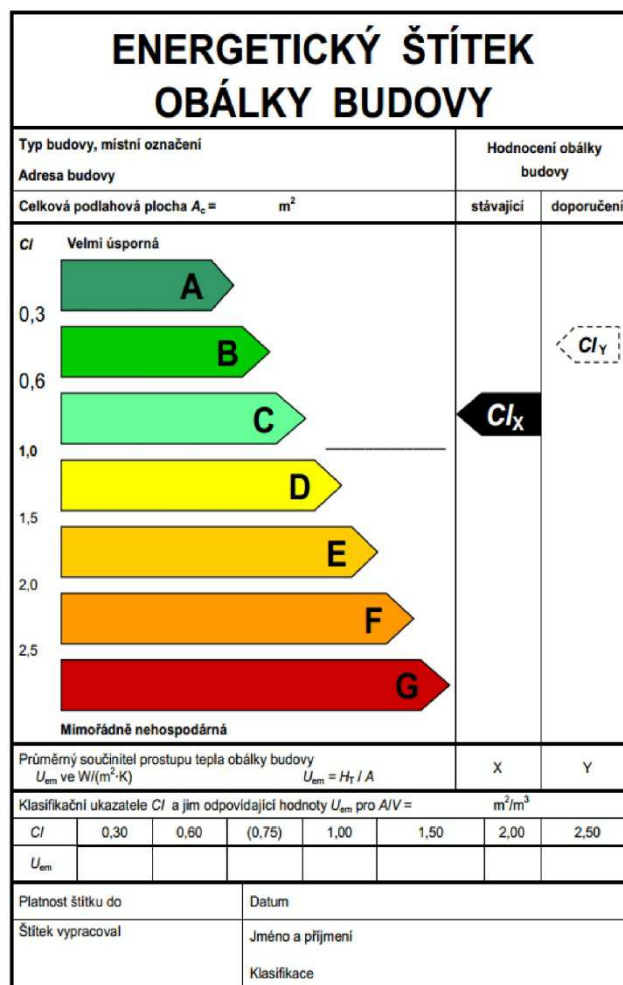 ENERGETICKÝ ŠTÍTEK
OBÁLKY BUDOVY
Typ budovy, místní označení
Adresa budovy
Hodnocení obálky
budovy
Celková podlahová plocha Ac = m²
stávající
doporučení
CI Velmi úsporná
A
0,3
B
CI Y
0,6
C
CI X
1,0
D
1,5
E
2,0
F
2,5
G
Mimořádně nehospodárná
Průměrný součinitel prostupu tepla obálky budovy
Uem ve W/(m²·K) Uem = HT / A
X
Y
Klasifikační ukazatele CI a jim odpovídající hodnoty Uem pro A/V = m²/m³
CI 0,30 0,60 (0,75) 1,00 1,50 2,00 2,50
Uem
Platnost štítku do
Datum
Štítek vypracoval
Jméno a příjmení
Klasifikace